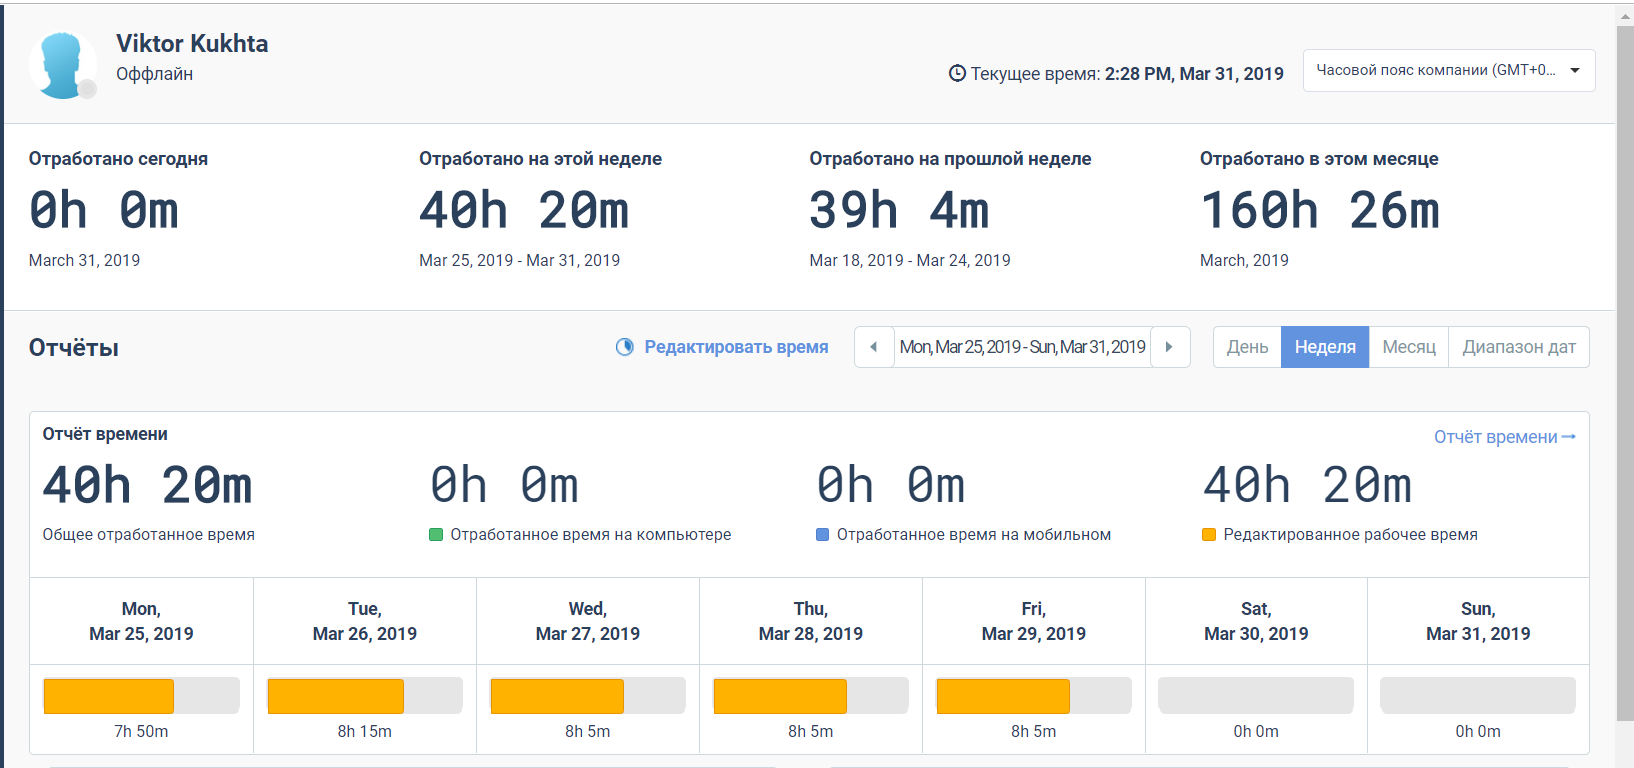 Viktor Kukhta
Оффлайн
Текущее время: 2:28 PM, Mar 31, 2019
Часовой пояс компании (GMT+0...
Отработано сегодня
0h 0m
March 31, 2019
Отработано на этой неделе
40h 20m
Mar 25, 2019 - Mar 31, 2019
Отработано на прошлой неделе
39h 4m
Mar 18, 2019 - Mar 24, 2019
Отработано в этом месяце
160h 26m
March, 2019
Отчёты
Редактировать время
Mon, Mar 25, 2019 - Sun, Mar 31, 2019
День
Неделя
Месяц
Диапазон дат
Отчёт времени
Отчёт времени→
40h 20m
Общее отработанное время
0h 0m
Отработанное время на компьютере
0h 0m
Отработанное время на мобильном
40h 20m
Редактированное рабочее время
Mon,
Mar 25, 2019
Tue,
Mar 26, 2019
Wed,
Mar 27, 2019
Thu,
Mar 28, 2019
Fri,
Mar 29, 2019
Sat,
Mar 30, 2019
Sun,
Mar 31, 2019
7h 50m
8h 15m
8h 5m
8h 5m
8h 5m
0h 0m
0h 0m